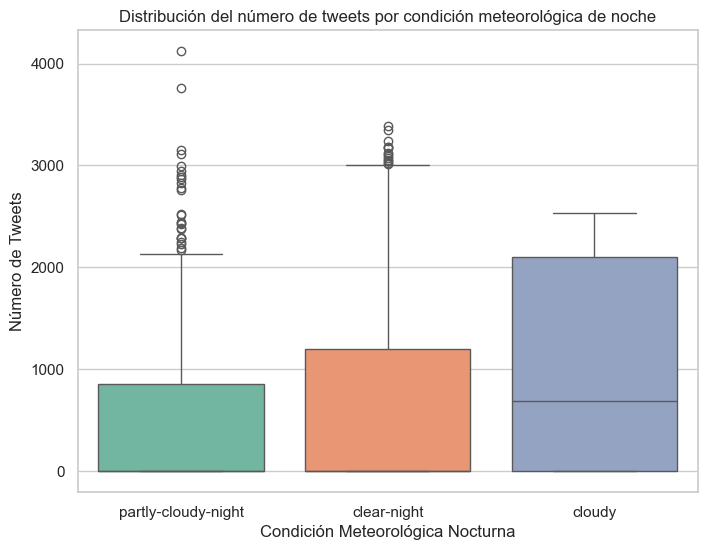 Distribución del número de tweets por condición meteorológica de noche
4000
3000
2000
1000
0
Número de Tweets
partly-cloudy-night clear-night cloudy
Condición Meteorológica Nocturna